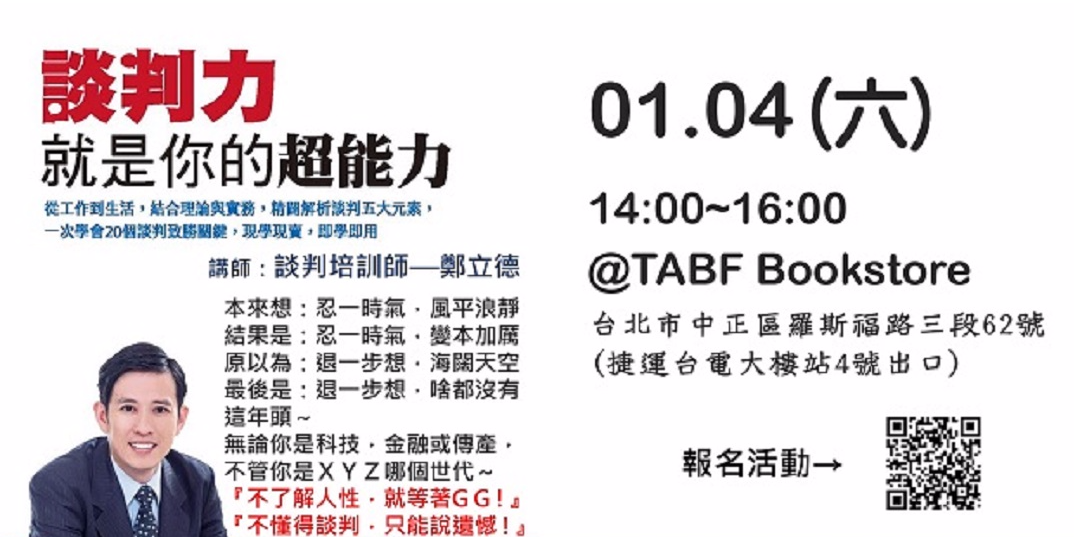 談判力
就是你的超能力
從工作到生活，結合理論與實務，精闢解析談判五大元素，
一次學會20個談判致勝關鍵，現學現賣，即學即用
講師：談判培訓師—鄭立德
本來想：忍一時氣，風平浪靜
結果是：忍一時氣，變本加厲
原以為：退一步想，海闊天空
最後是：退一步想，啥都沒有
這年頭～
無論你是科技，金融或傳產，
不管你是ＸＹＺ哪個世代～
『不了解人性，就等著GG！』
『不懂得談判，只能說遺憾！』
01.04(六)
14:00~16:00
@TABF Bookstore
台北市中正區羅斯福路三段62號
(捷運台電大樓站4號出口)
報名活動→